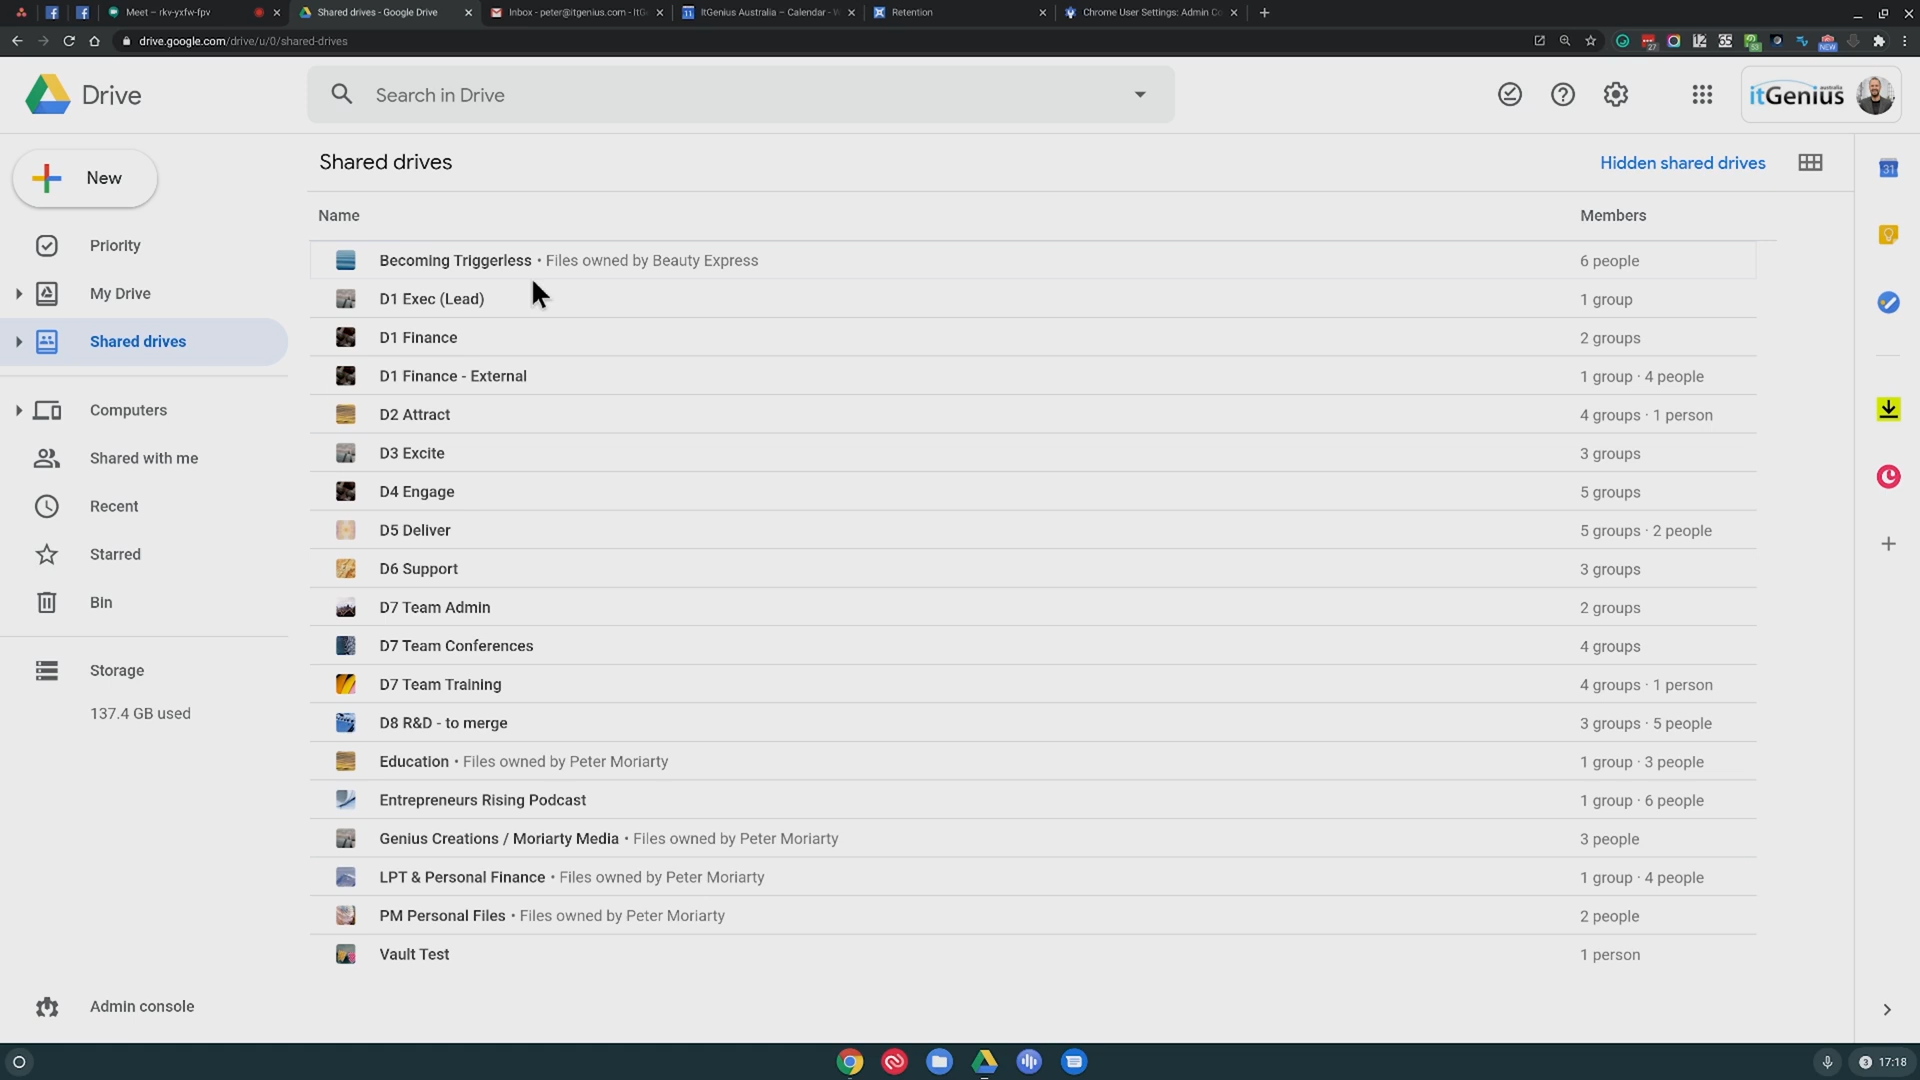 Meet – rkv-yxfw-fpv
Shared drives - Google Drive
Inbox - peter@itgenius.com - ItG
ItGenius Australia – Calendar - W
Retention
Chrome User Settings: Admin Co
drive.google.com/drive/u/0/shared-drives
Drive
Search in Drive
itGenius
australia
New
Shared drives
Hidden shared drives
Name
Members
Priority
My Drive
Shared drives
Computers
Shared with me
Recent
Starred
Bin
Storage
137.4 GB used
Admin console
Becoming Triggerless • Files owned by Beauty Express
6 people
D1 Exec (Lead)
1 group
D1 Finance
2 groups
D1 Finance - External
1 group · 4 people
D2 Attract
4 groups · 1 person
D3 Excite
3 groups
D4 Engage
5 groups
D5 Deliver
5 groups · 2 people
D6 Support
3 groups
D7 Team Admin
2 groups
D7 Team Conferences
4 groups
D7 Team Training
4 groups · 1 person
D8 R&D - to merge
3 groups · 5 people
Education • Files owned by Peter Moriarty
1 group · 3 people
Entrepreneurs Rising Podcast
1 group · 6 people
Genius Creations / Moriarty Media • Files owned by Peter Moriarty
3 people
LPT & Personal Finance • Files owned by Peter Moriarty
1 group · 4 people
PM Personal Files • Files owned by Peter Moriarty
2 people
Vault Test
1 person
31
27
NEW
3 17:18